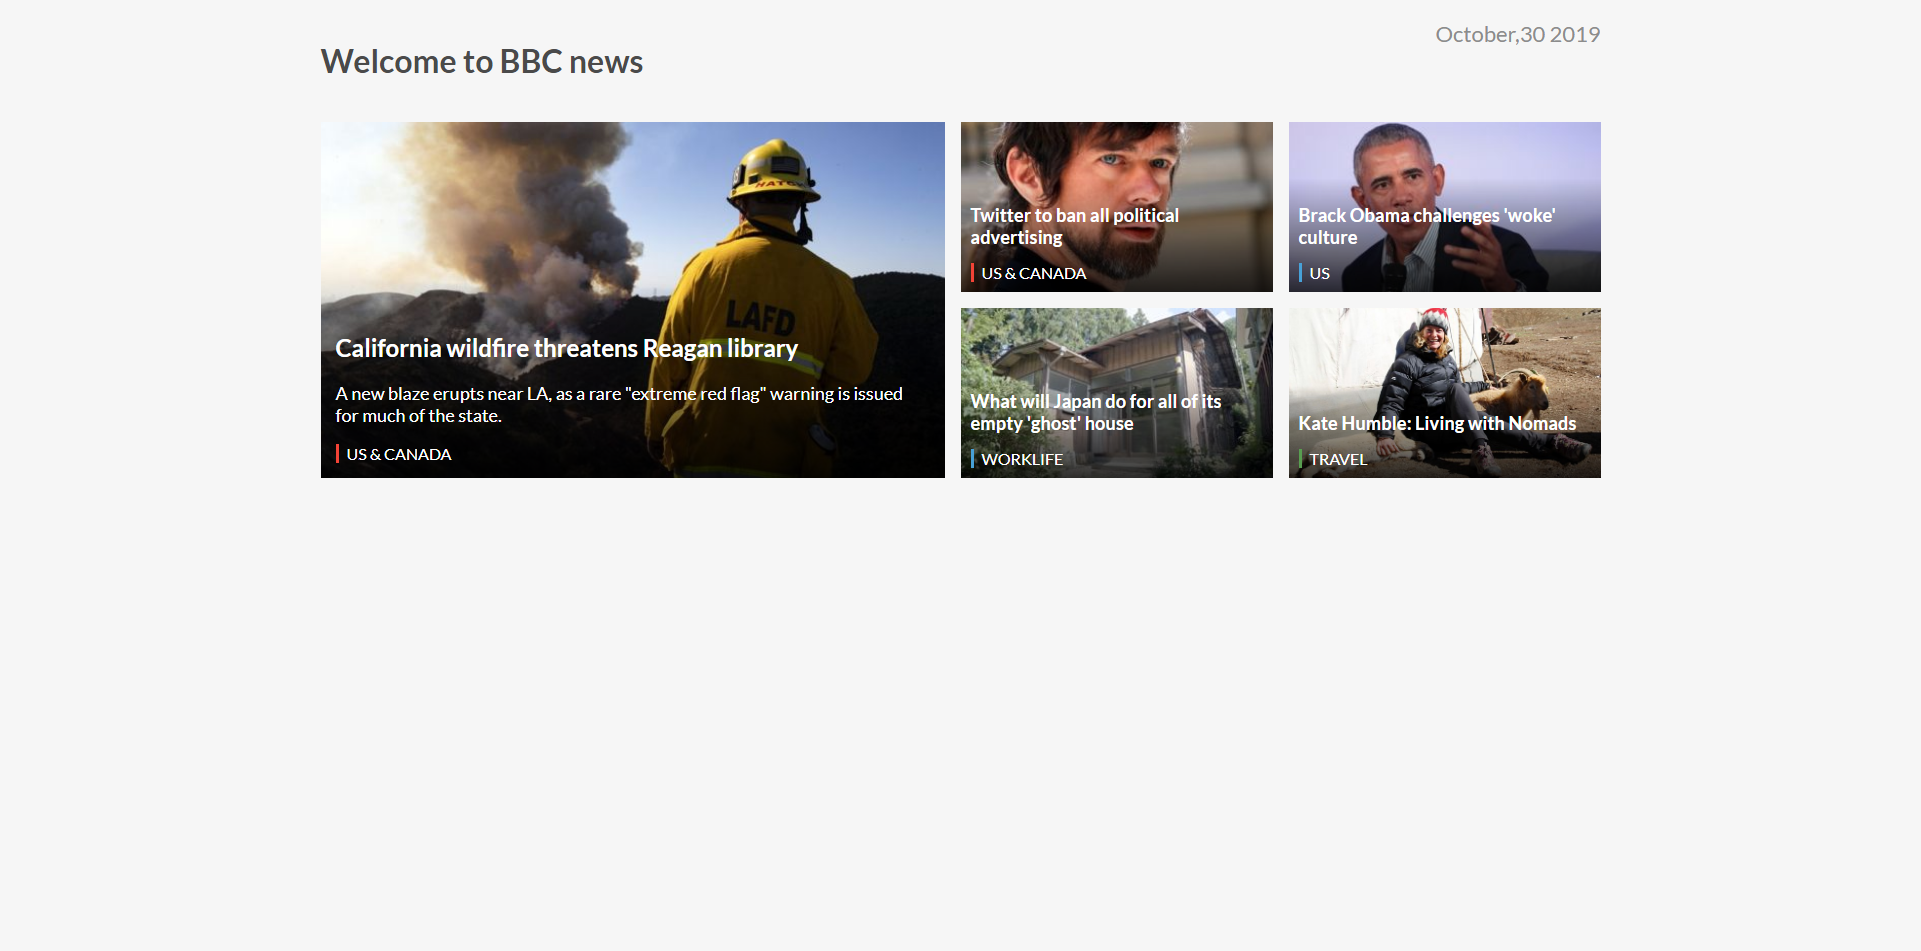 October,30 2019
Welcome to BBC news
HATCH
LAFD
California wildfire threatens Reagan library
A new blaze erupts near LA, as a rare "extreme red flag" warning is issued
for much of the state.
US & CANADA
Twitter to ban all political
advertising
US & CANADA
Brack Obama challenges 'woke'
culture
US
What will Japan do for all of its
empty 'ghost' house
WORKLIFE
Kate Humble: Living with Nomads
TRAVEL